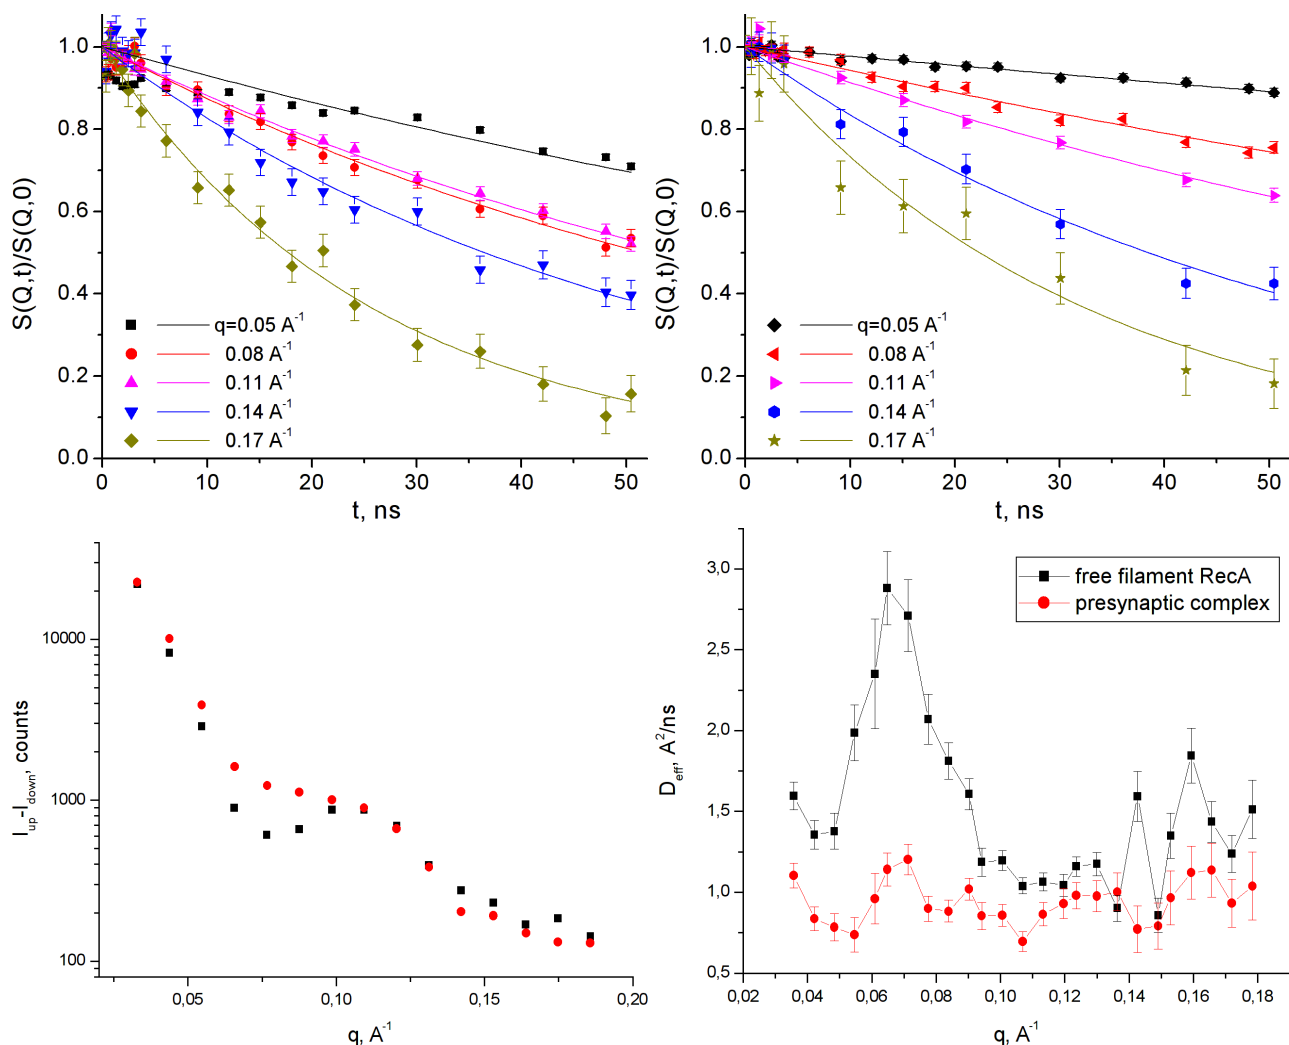 S(Q,t)/S(Q,0)
1.0
0.8
0.6
0.4
0.2
0.0
q=0.05 A⁻¹
0.08 A⁻¹
0.11 A⁻¹
0.14 A⁻¹
0.17 A⁻¹
0 10 20 30 40 50
t, ns
S(Q,t)/S(Q,0)
1.0
0.8
0.6
0.4
0.2
0.0
q=0.05 A⁻¹
0.08 A⁻¹
0.11 A⁻¹
0.14 A⁻¹
0.17 A⁻¹
0 10 20 30 40 50
t, ns
I_up-I_down, counts
10000
1000
100
0,05 0,10 0,15 0,20
q, A⁻¹
D_eff, A²/ns
3,0
2,5
2,0
1,5
1,0
0,5
free filament RecA
presynaptic complex
0,02 0,04 0,06 0,08 0,10 0,12 0,14 0,16 0,18
q, A⁻¹